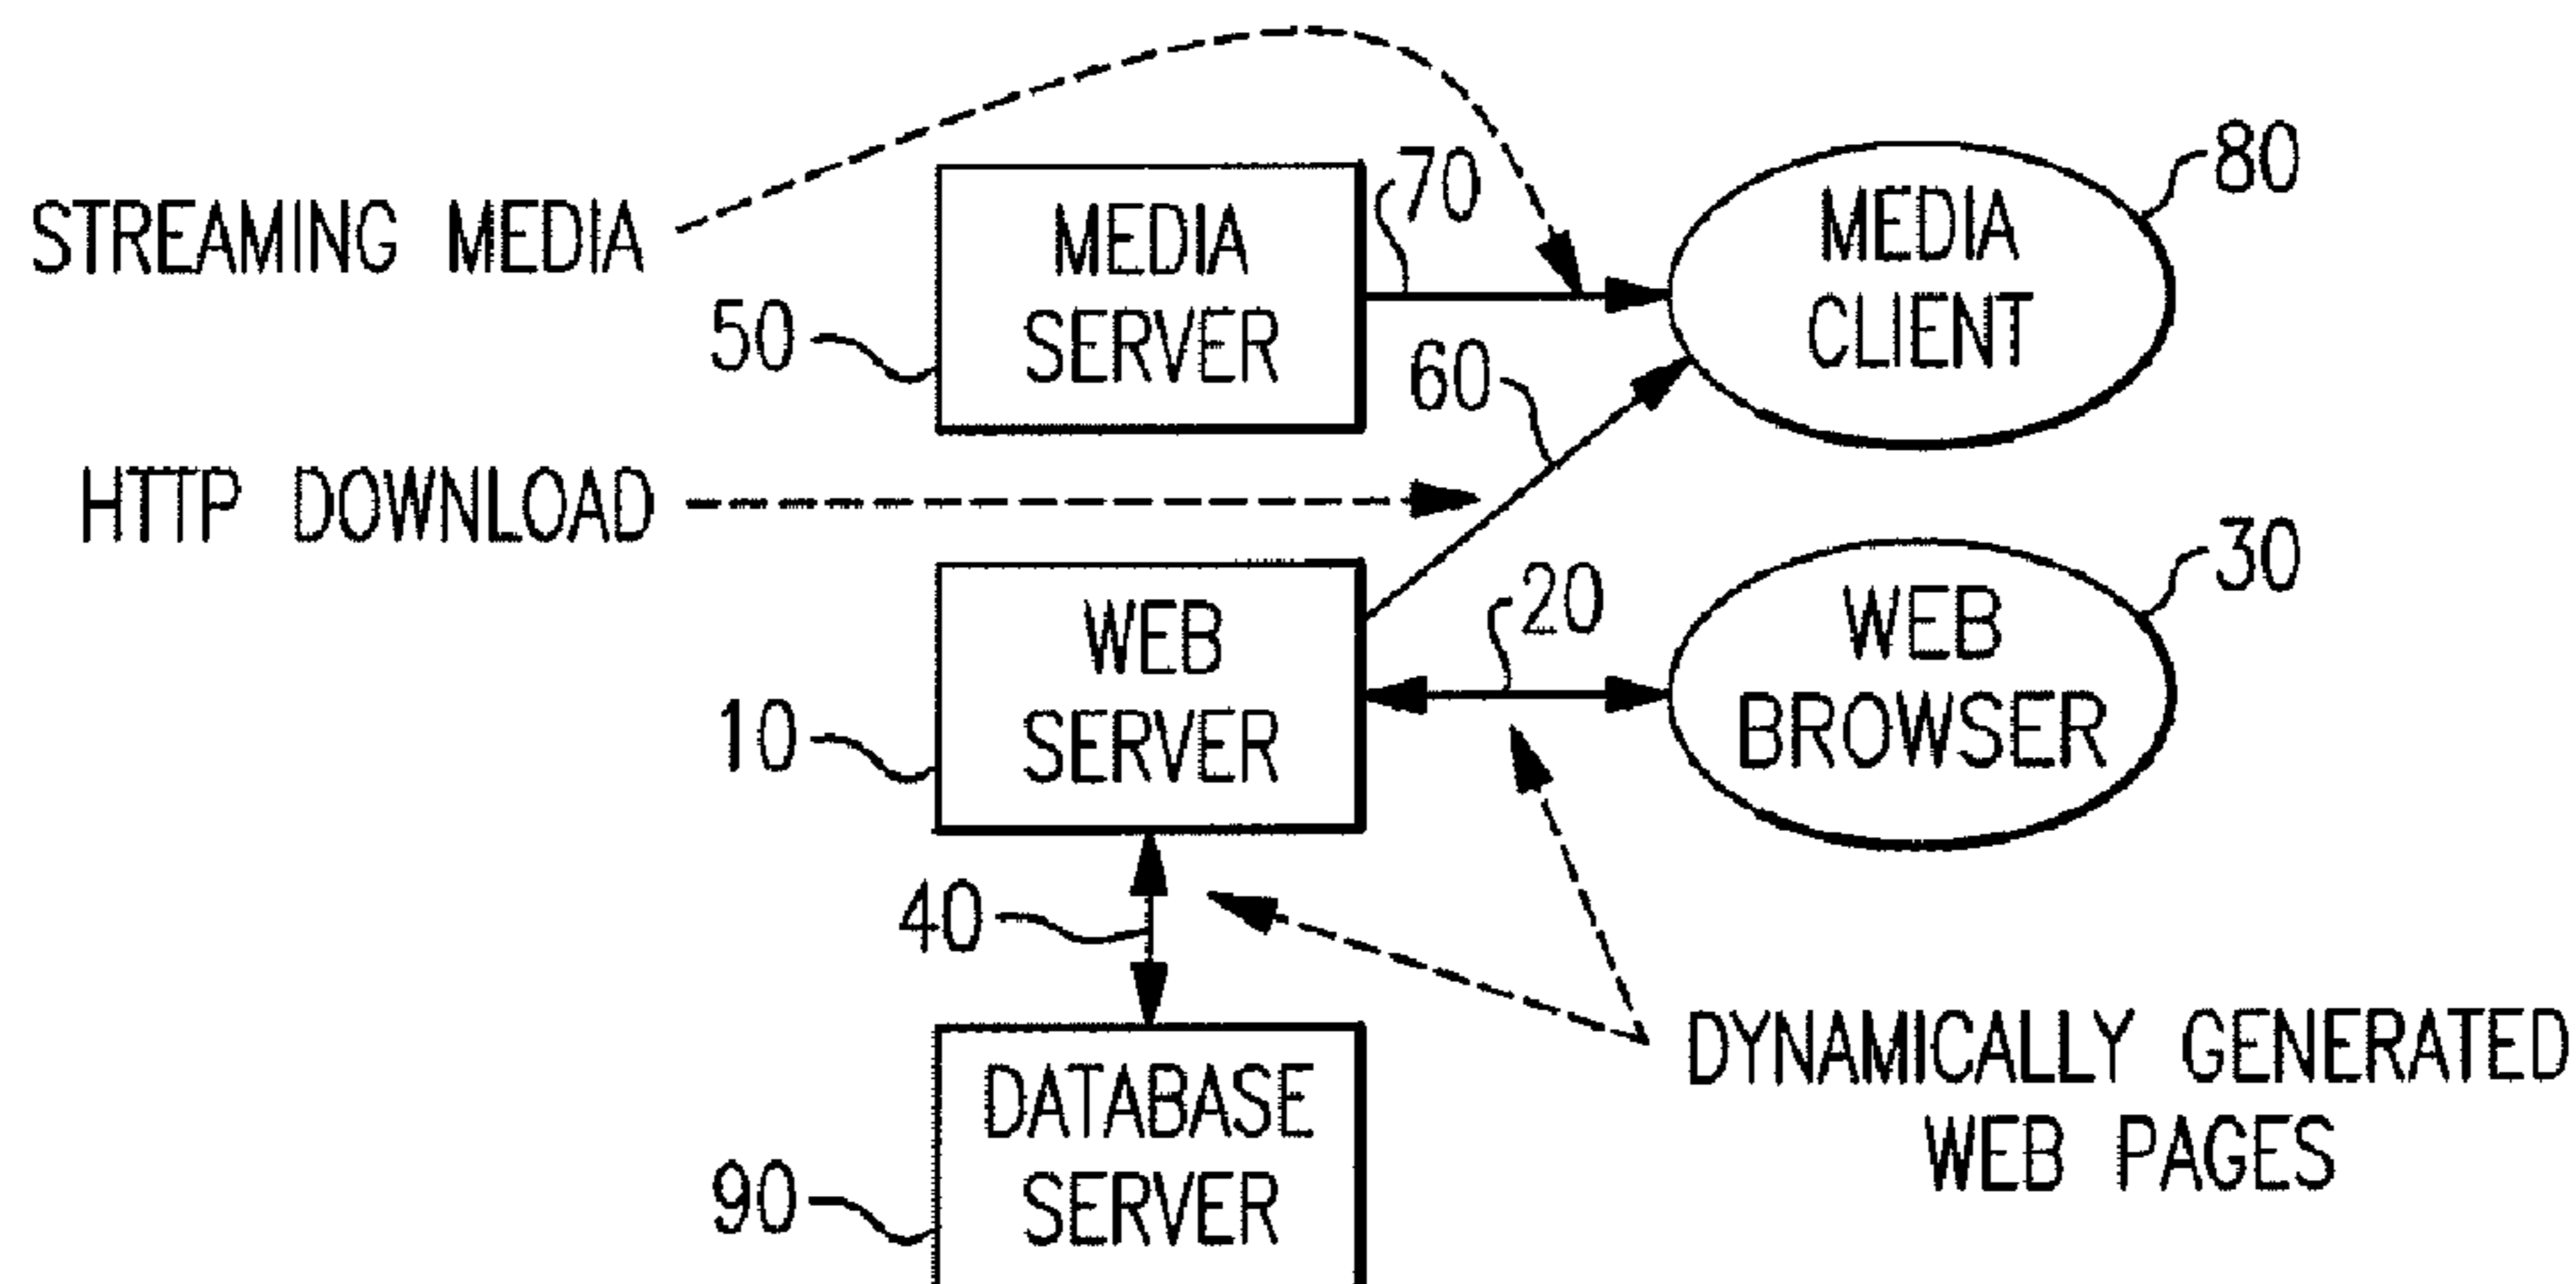 STREAMING MEDIA
MEDIA
SERVER
50
70
MEDIA
CLIENT
80
60
HTTP DOWNLOAD
WEB
SERVER
10
20
WEB
BROWSER
30
40
DATABASE
SERVER
90
DYNAMICALLY GENERATED
WEB PAGES